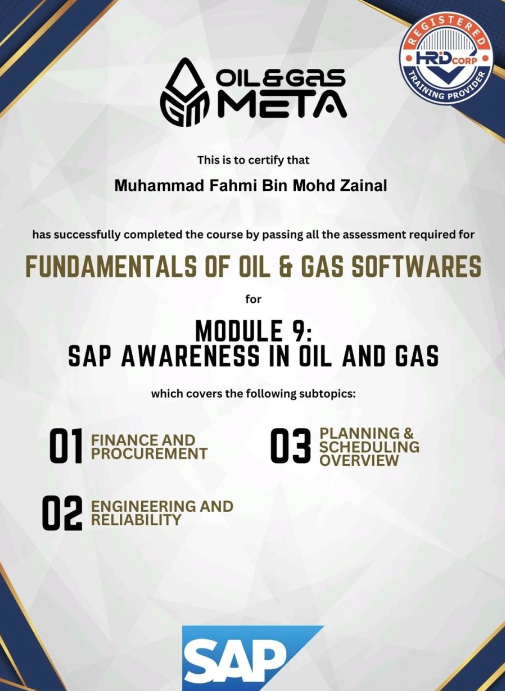 REGISTERED
HRD CORP
TRAINING PROVIDER
OIL&GAS
META
This is to certify that
Muhammad Fahmi Bin Mohd Zainal
has successfully completed the course by passing all the assessment required for
FUNDAMENTALS OF OIL & GAS SOFTWARES
for
MODULE 9:
SAP AWARENESS IN OIL AND GAS
which covers the following subtopics:
01 FINANCE AND
PROCUREMENT
03 PLANNING &
SCHEDULING
OVERVIEW
02 ENGINEERING AND
RELIABILITY
SAP